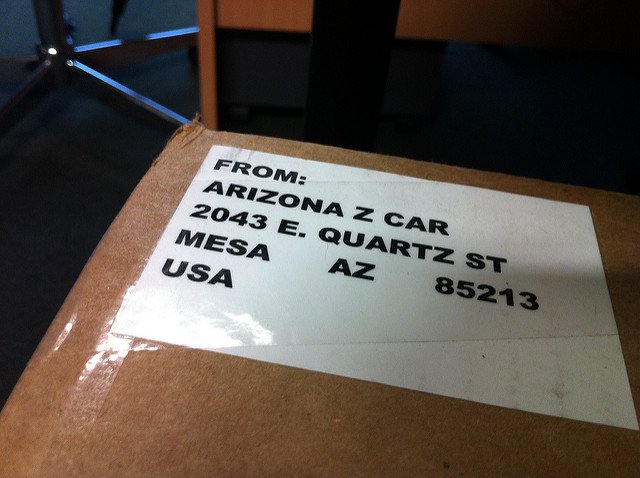 FROM:
ARIZONA Z CAR
2043 E. QUARTZ ST
MESA AZ 85213
USA